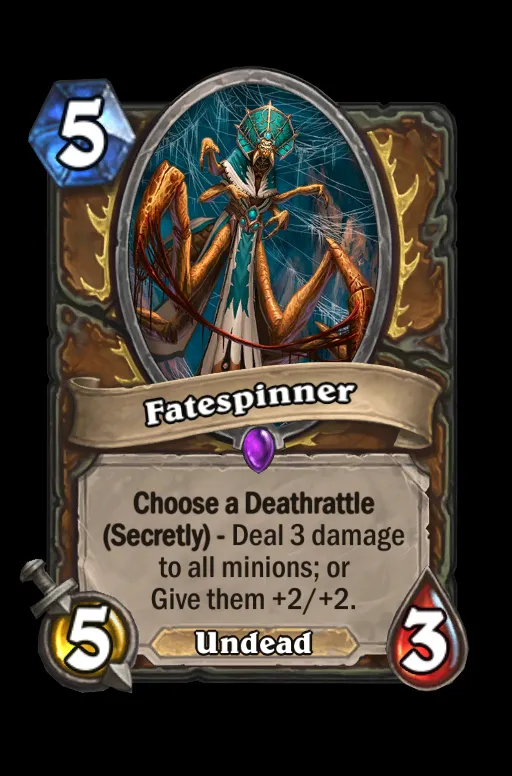 5
Fatespinner
Choose a Deathrattle
(Secretly) - Deal 3 damage
to all minions; or
Give them +2/+2.
5
Undead
3